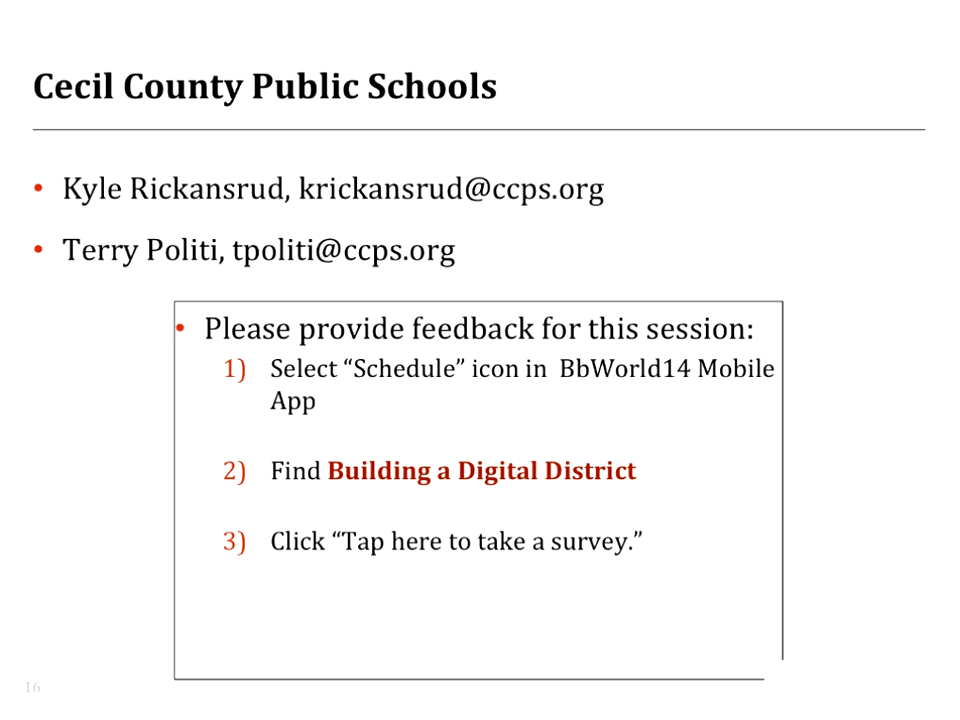 Cecil County Public Schools
• Kyle Rickansrud, krickansrud@ccps.org
• Terry Politi, tpoliti@ccps.org
• Please provide feedback for this session:
1) Select “Schedule” icon in BbWorld14 Mobile
App
2) Find Building a Digital District
3) Click “Tap here to take a survey.”
16